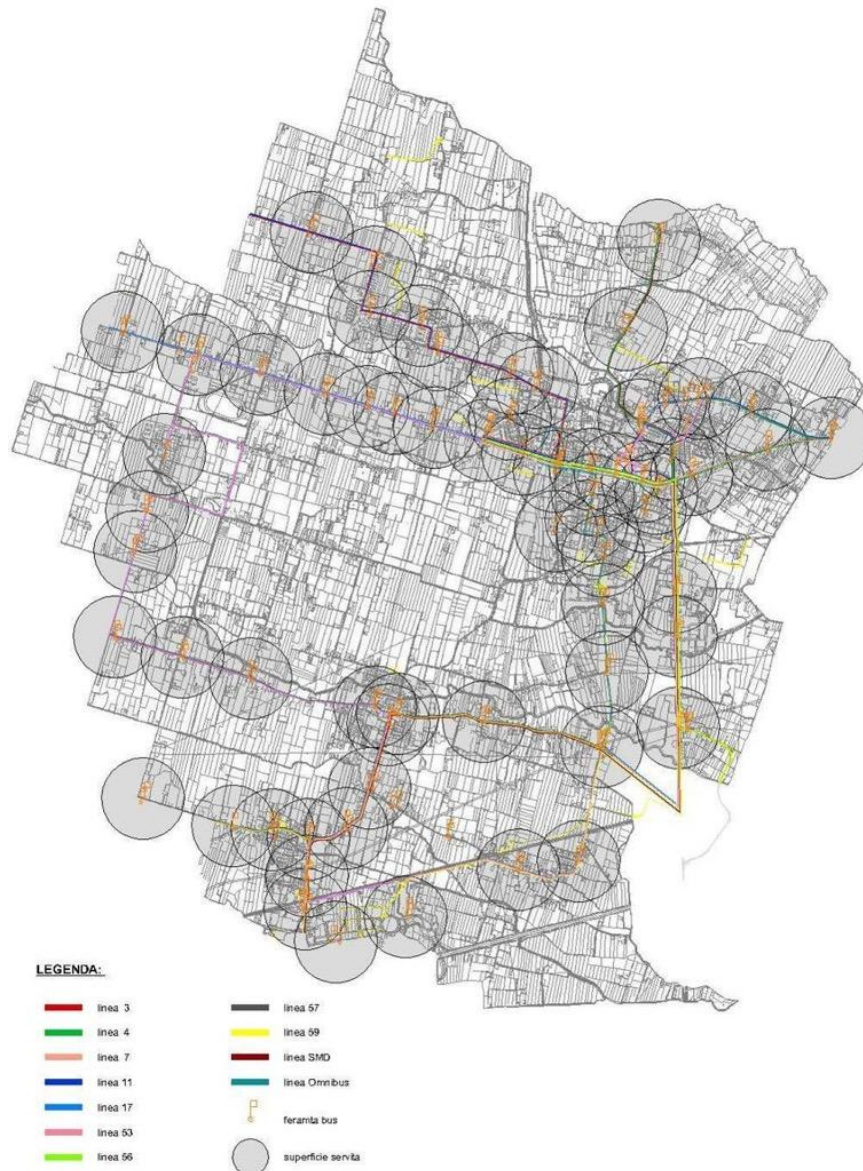 LEGENDA:
linea 3
linea 4
linea 7
linea 11
linea 17
linea 53
linea 56
linea 57
linea 59
linea SMD
linea Omnibus
feramta bus
superficie servita